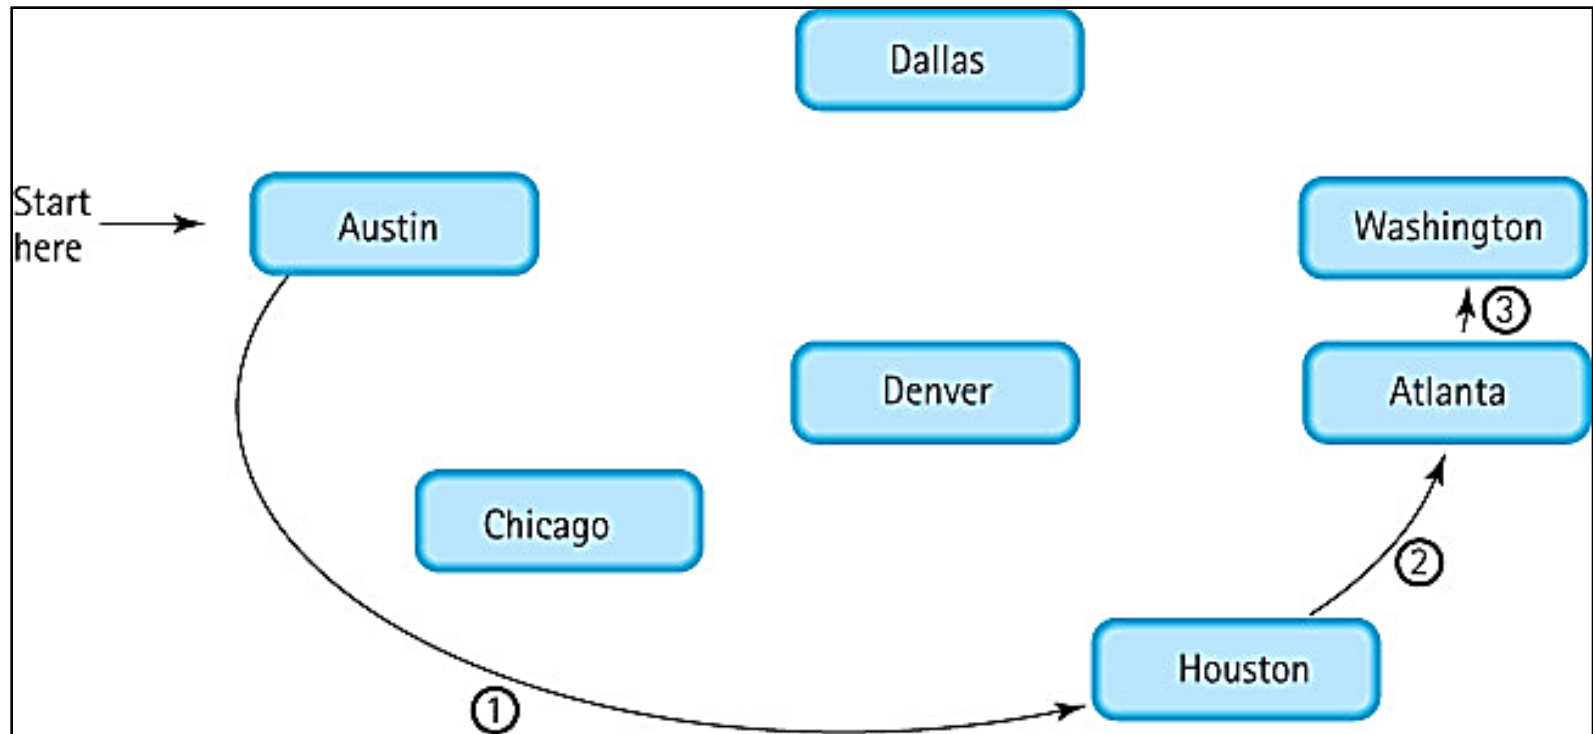 Dallas
Start
here
Austin
Washington
3
Denver
Atlanta
Chicago
2
Houston
1